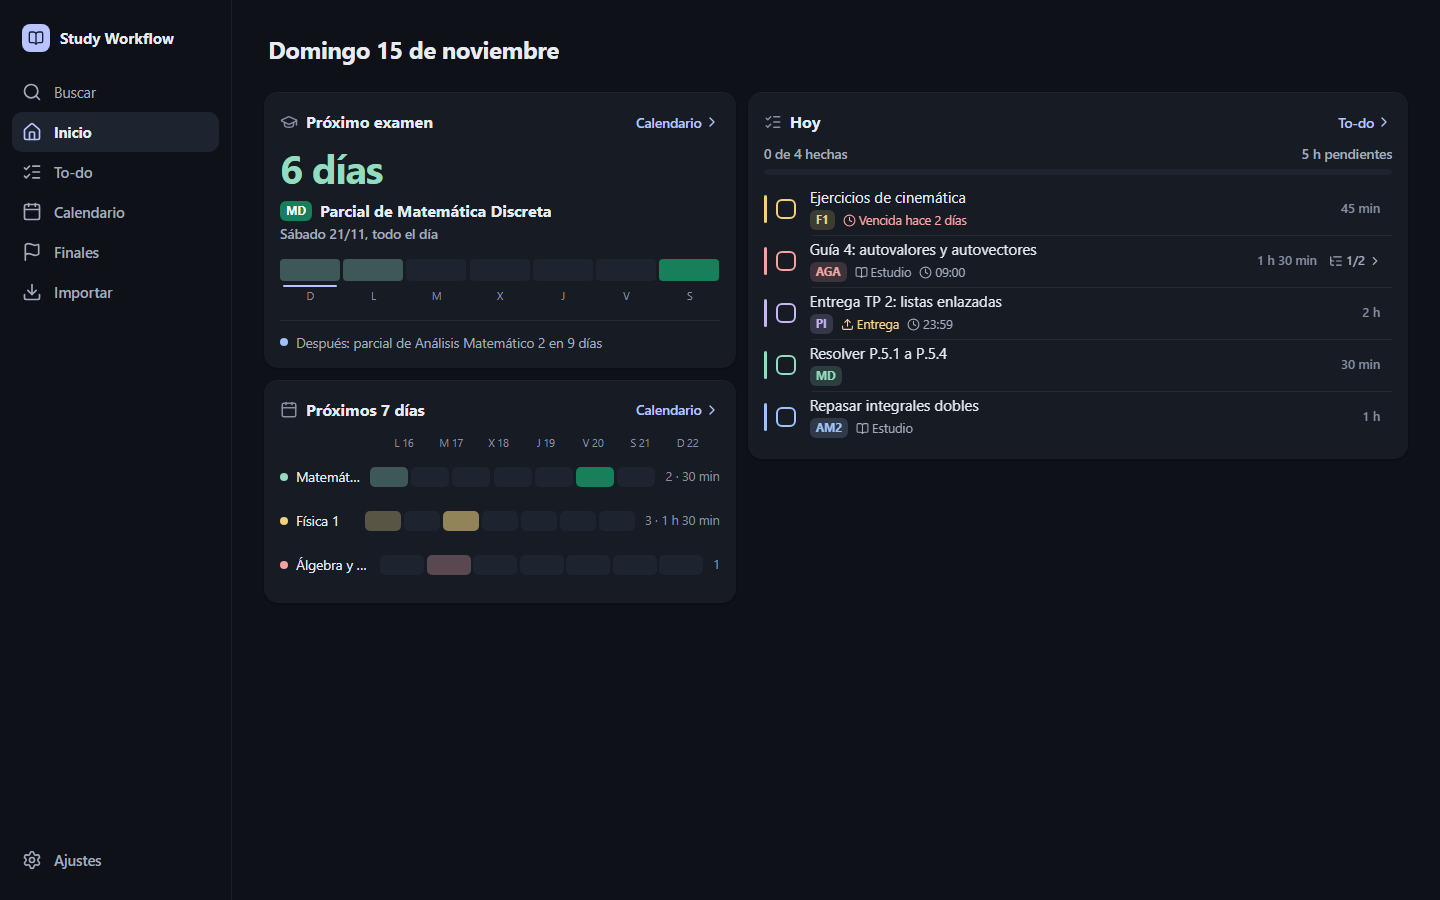 Study Workflow
Buscar
Inicio
To-do
Calendario
Finales
Importar
Ajustes
Domingo 15 de noviembre
Próximo examen
Calendario
6 días
MD Parcial de Matemática Discreta
Sábado 21/11, todo el día
D L M X J V S
Después: parcial de Análisis Matemático 2 en 9 días
Próximos 7 días
Calendario
L 16 M 17 X 18 J 19 V 20 S 21 D 22
Matemát... 2 · 30 min
Física 1 3 · 1 h 30 min
Álgebra y ... 1
Hoy
To-do
0 de 4 hechas 5 h pendientes
Ejercicios de cinemática
45 min
F1 Vencida hace 2 días
Guía 4: autovalores y autovectores
1 h 30 min 1/2
AGA Estudio 09:00
Entrega TP 2: listas enlazadas
2 h
PI Entrega 23:59
Resolver P.5.1 a P.5.4
30 min
MD
Repasar integrales dobles
1 h
AM2 Estudio